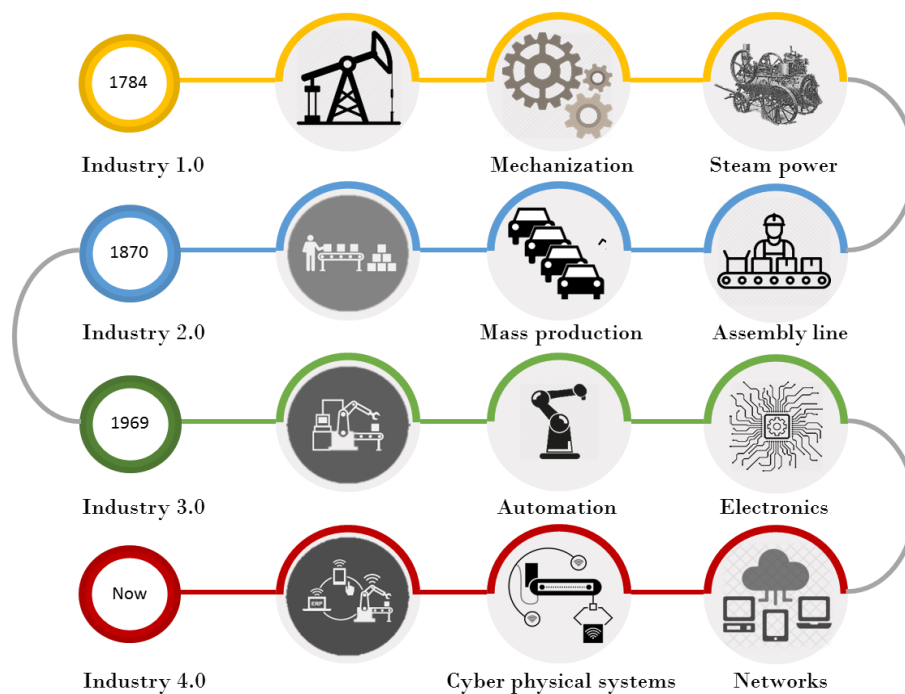 1784
Industry 1.0
Mechanization
Steam power
1870
Industry 2.0
Mass production
Assembly line
1969
Industry 3.0
Automation
Electronics
Now
ERP
Industry 4.0
Cyber physical systems
Networks